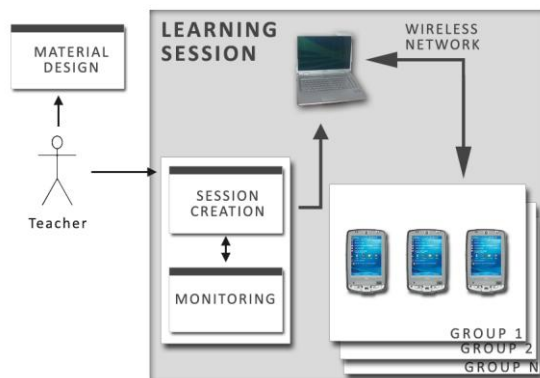 MATERIAL
DESIGN
Teacher
LEARNING
SESSION
WIRELESS
NETWORK
SESSION
CREATION
MONITORING
GROUP 1
GROUP 2
GROUP N